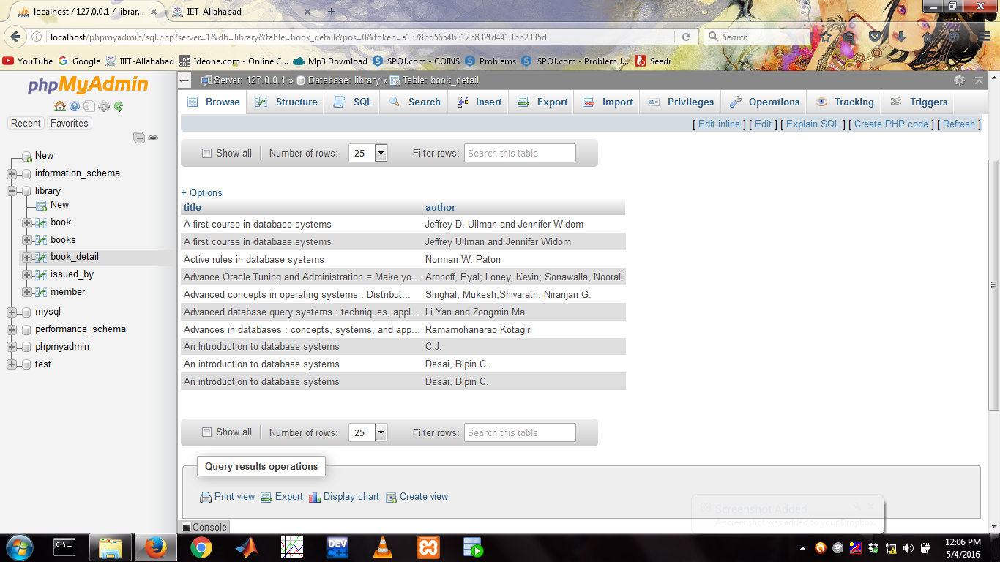 localhost / 127.0.0.1 / librar...
IIIT-Allahabad
localhost/phpmyadmin/sql.php?server=1&db=library&table=book_detail&pos=0&token=a1378bd5654b312b832fd4413bb2335d
Search
YouTube Google IIIT-Allahabad Ideone.com - Online C... Mp3 Download SPOJ.com - COINS Problems SPOJ.com - Problem J... Seedr
phpMyAdmin
Recent Favorites
New
information_schema
library
New
book
books
book_detail
issued_by
member
mysql
performance_schema
phpmyadmin
test
Server: 127.0.0.1 » Database: library » Table: book_detail
Browse Structure SQL Search Insert Export Import Privileges Operations Tracking Triggers
[ Edit inline ] [ Edit ] [ Explain SQL ] [ Create PHP code ] [ Refresh ]
Show all Number of rows: 25 Filter rows: Search this table
+ Options
title author
A first course in database systems Jeffrey D. Ullman and Jennifer Widom
A first course in database systems Jeffrey Ullman and Jennifer Widom
Active rules in database systems Norman W. Paton
Advance Oracle Tuning and Administration = Make yo... Aronoff, Eyal; Loney, Kevin; Sonawalla, Noorali
Advanced concepts in operating systems : Distribut... Singhal, Mukesh;Shivaratri, Niranjan G.
Advanced database query systems : techniques, appl... Li Yan and Zongmin Ma
Advances in databases : concepts, systems, and app... Ramamohanarao Kotagiri
An Introduction to database systems C.J.
An introduction to database systems Desai, Bipin C.
An introduction to database systems Desai, Bipin C.
Show all Number of rows: 25 Filter rows: Search this table
Query results operations
Print view Export Display chart Create view
Screenshot Added
A screenshot was added to your Dropbox.
Console
C:\_
DEV
C++
12:06 PM
5/4/2016